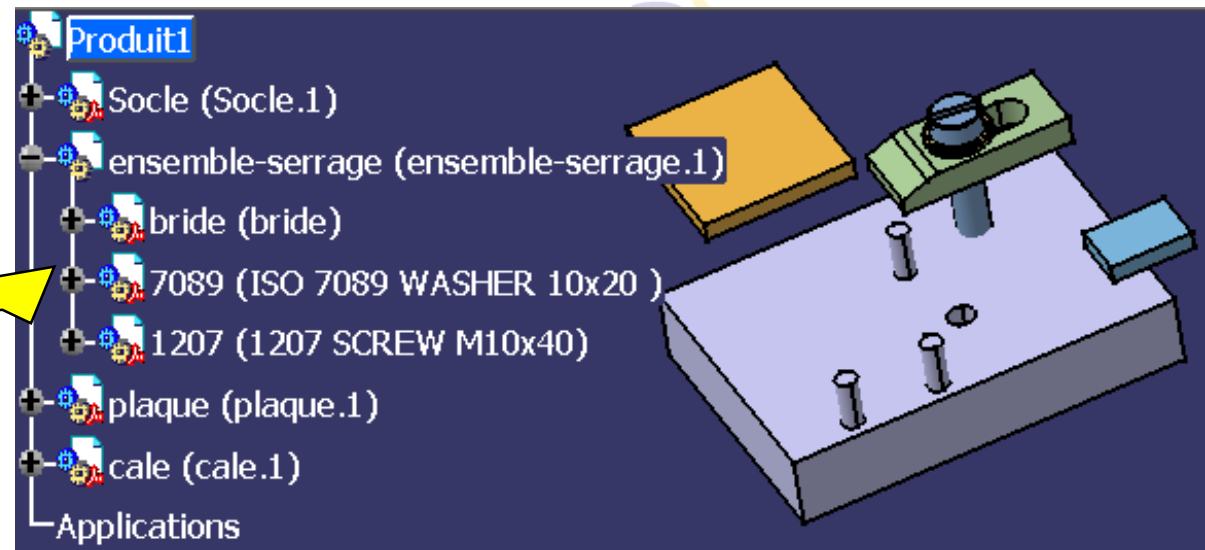 Produit1
Socle (Socle.1)
ensemble-serrage (ensemble-serrage.1)
bride (bride)
7089 (ISO 7089 WASHER 10x20 )
1207 (1207 SCREW M10x40)
plaque (plaque.1)
cale (cale.1)
Applications